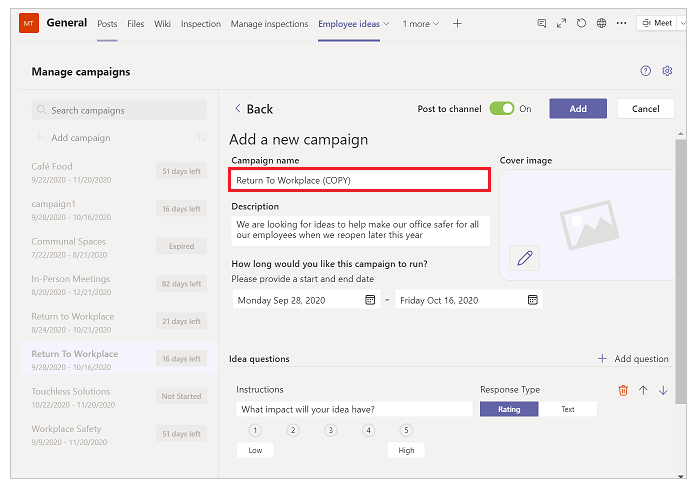 MT General Posts Files Wiki Inspection Manage inspections Employee ideas 1 more Meet
Manage campaigns
Search campaigns
Add campaign
Café Food
9/22/2020 - 11/20/2020
51 days left
campaign1
9/28/2020 - 10/16/2020
16 days left
Communal Spaces
7/22/2020 - 8/21/2020
Expired
In-Person Meetings
8/20/2020 - 12/21/2020
82 days left
Return to Workplace
8/24/2020 - 10/21/2020
21 days left
Return To Workplace
9/28/2020 - 10/16/2020
16 days left
Touchless Solutions
10/22/2020 - 11/20/2020
Not Started
Workplace Safety
9/9/2020 - 11/20/2020
51 days left
Back Post to channel On Add Cancel
Add a new campaign
Campaign name
Return To Workplace (COPY)
Cover image
Description
We are looking for ideas to help make our office safer for all
our employees when we reopen later this year
How long would you like this campaign to run?
Please provide a start and end date
Monday Sep 28, 2020 - Friday Oct 16, 2020
Idea questions Add question
Instructions Response Type
What impact will your idea have? Rating Text
1 2 3 4 5
Low High